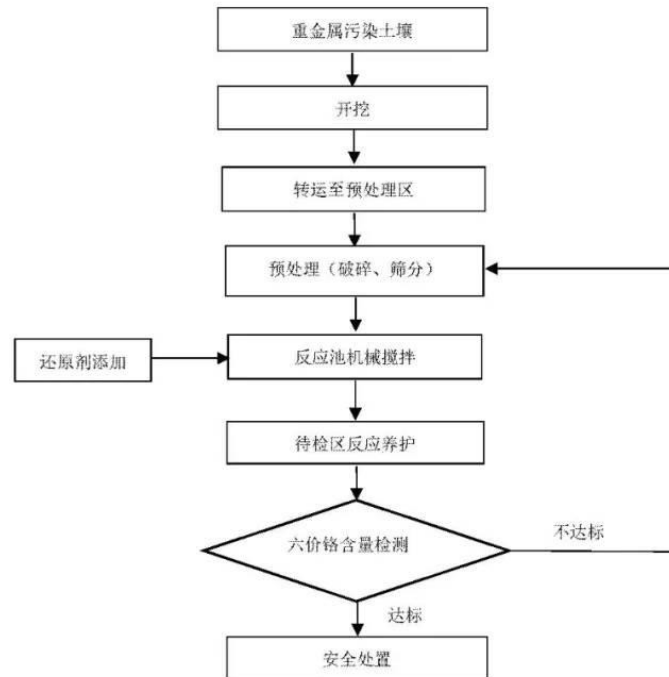 重金属污染土壤
开挖
转运至预处理区
预处理（破碎、筛分）
还原剂添加
反应池机械搅拌
待检区反应养护
六价铬含量检测
不达标
达标
安全处置